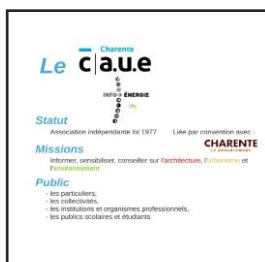 Charente
Le c|a.u.e
INFO ÉNERGIE
Statut
Association indépendante loi 1977 Liée par convention avec :
CHARENTE
LE DÉPARTEMENT
Missions
Informer, sensibiliser, conseiller sur l'architecture, l'urbanisme et
l'environnement
Public
- les particuliers,
- les collectivités,
- les institutions et organismes professionnels,
- les publics scolaires et étudiants